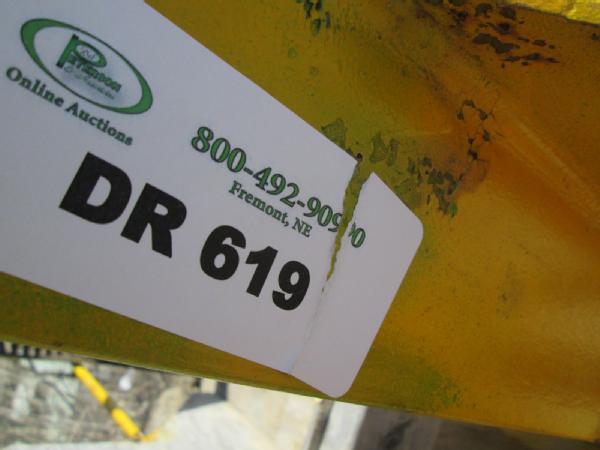 Online Auctions
800-492-9090
Fremont, NE
DR 619